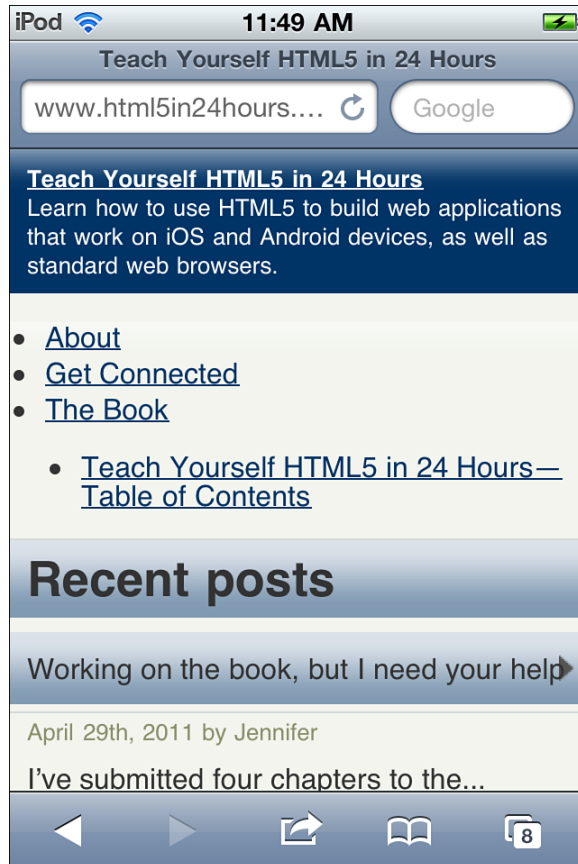 iPod 11:49 AM
Teach Yourself HTML5 in 24 Hours
www.html5in24hours.... Google
Teach Yourself HTML5 in 24 Hours
Learn how to use HTML5 to build web applications
that work on iOS and Android devices, as well as
standard web browsers.
• About
• Get Connected
• The Book
• Teach Yourself HTML5 in 24 Hours—
Table of Contents
Recent posts
Working on the book, but I need your help
April 29th, 2011 by Jennifer
I've submitted four chapters to the...
8